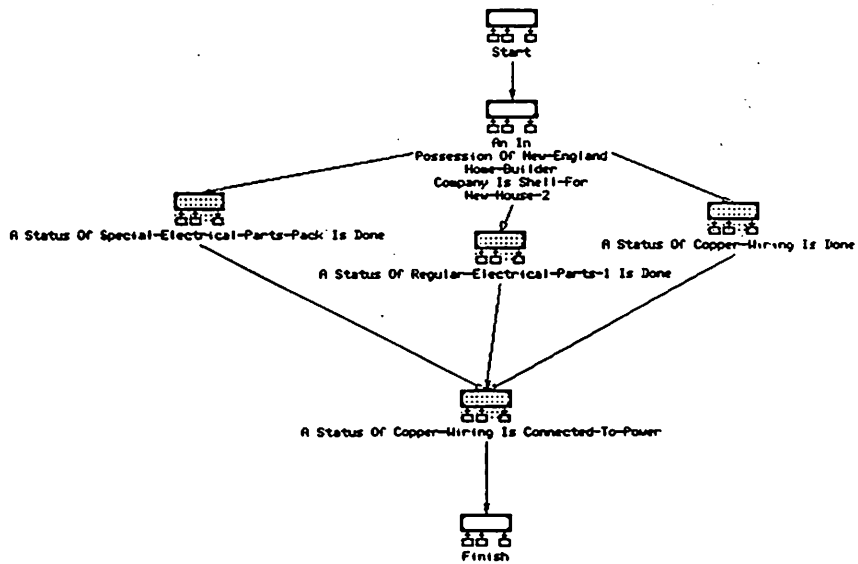 Start
An In
Possession Of New-England
Home-Builder
Company Is Shell-For
New-House-2
A Status Of Special-Electrical-Parts-Pack Is Done
A Status Of Copper-Wiring Is Done
A Status Of Regular-Electrical-Parts-1 Is Done
A Status Of Copper-Wiring Is Connected-To-Power
Finish